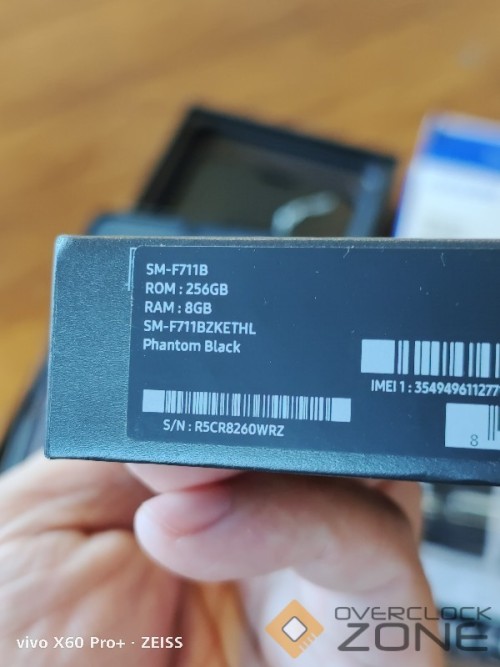 SM-F711B
ROM : 256GB
RAM : 8GB
SM-F711BZKETHL
Phantom Black
S/N : R5CR8260WRZ
IMEI 1 : 35494961127
8
vivo X60 Pro+ · ZEISS
OVERCLOCK
ZONE